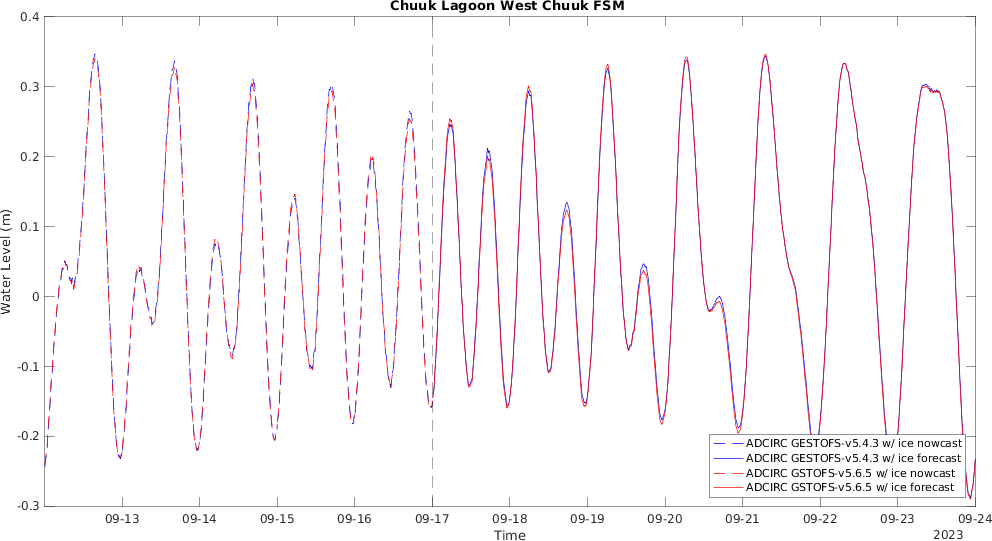 Chuuk Lagoon West Chuuk FSM
Water Level (m)
0.4
0.3
0.2
0.1
0
-0.1
-0.2
-0.3
ADCIRC GESTOFS-v5.4.3 w/ ice nowcast
ADCIRC GESTOFS-v5.4.3 w/ ice forecast
ADCIRC GSTOFS-v5.6.5 w/ ice nowcast
ADCIRC GSTOFS-v5.6.5 w/ ice forecast
09-13 09-14 09-15 09-16 09-17 09-18 09-19 09-20 09-21 09-22 09-23 09-24
Time
2023